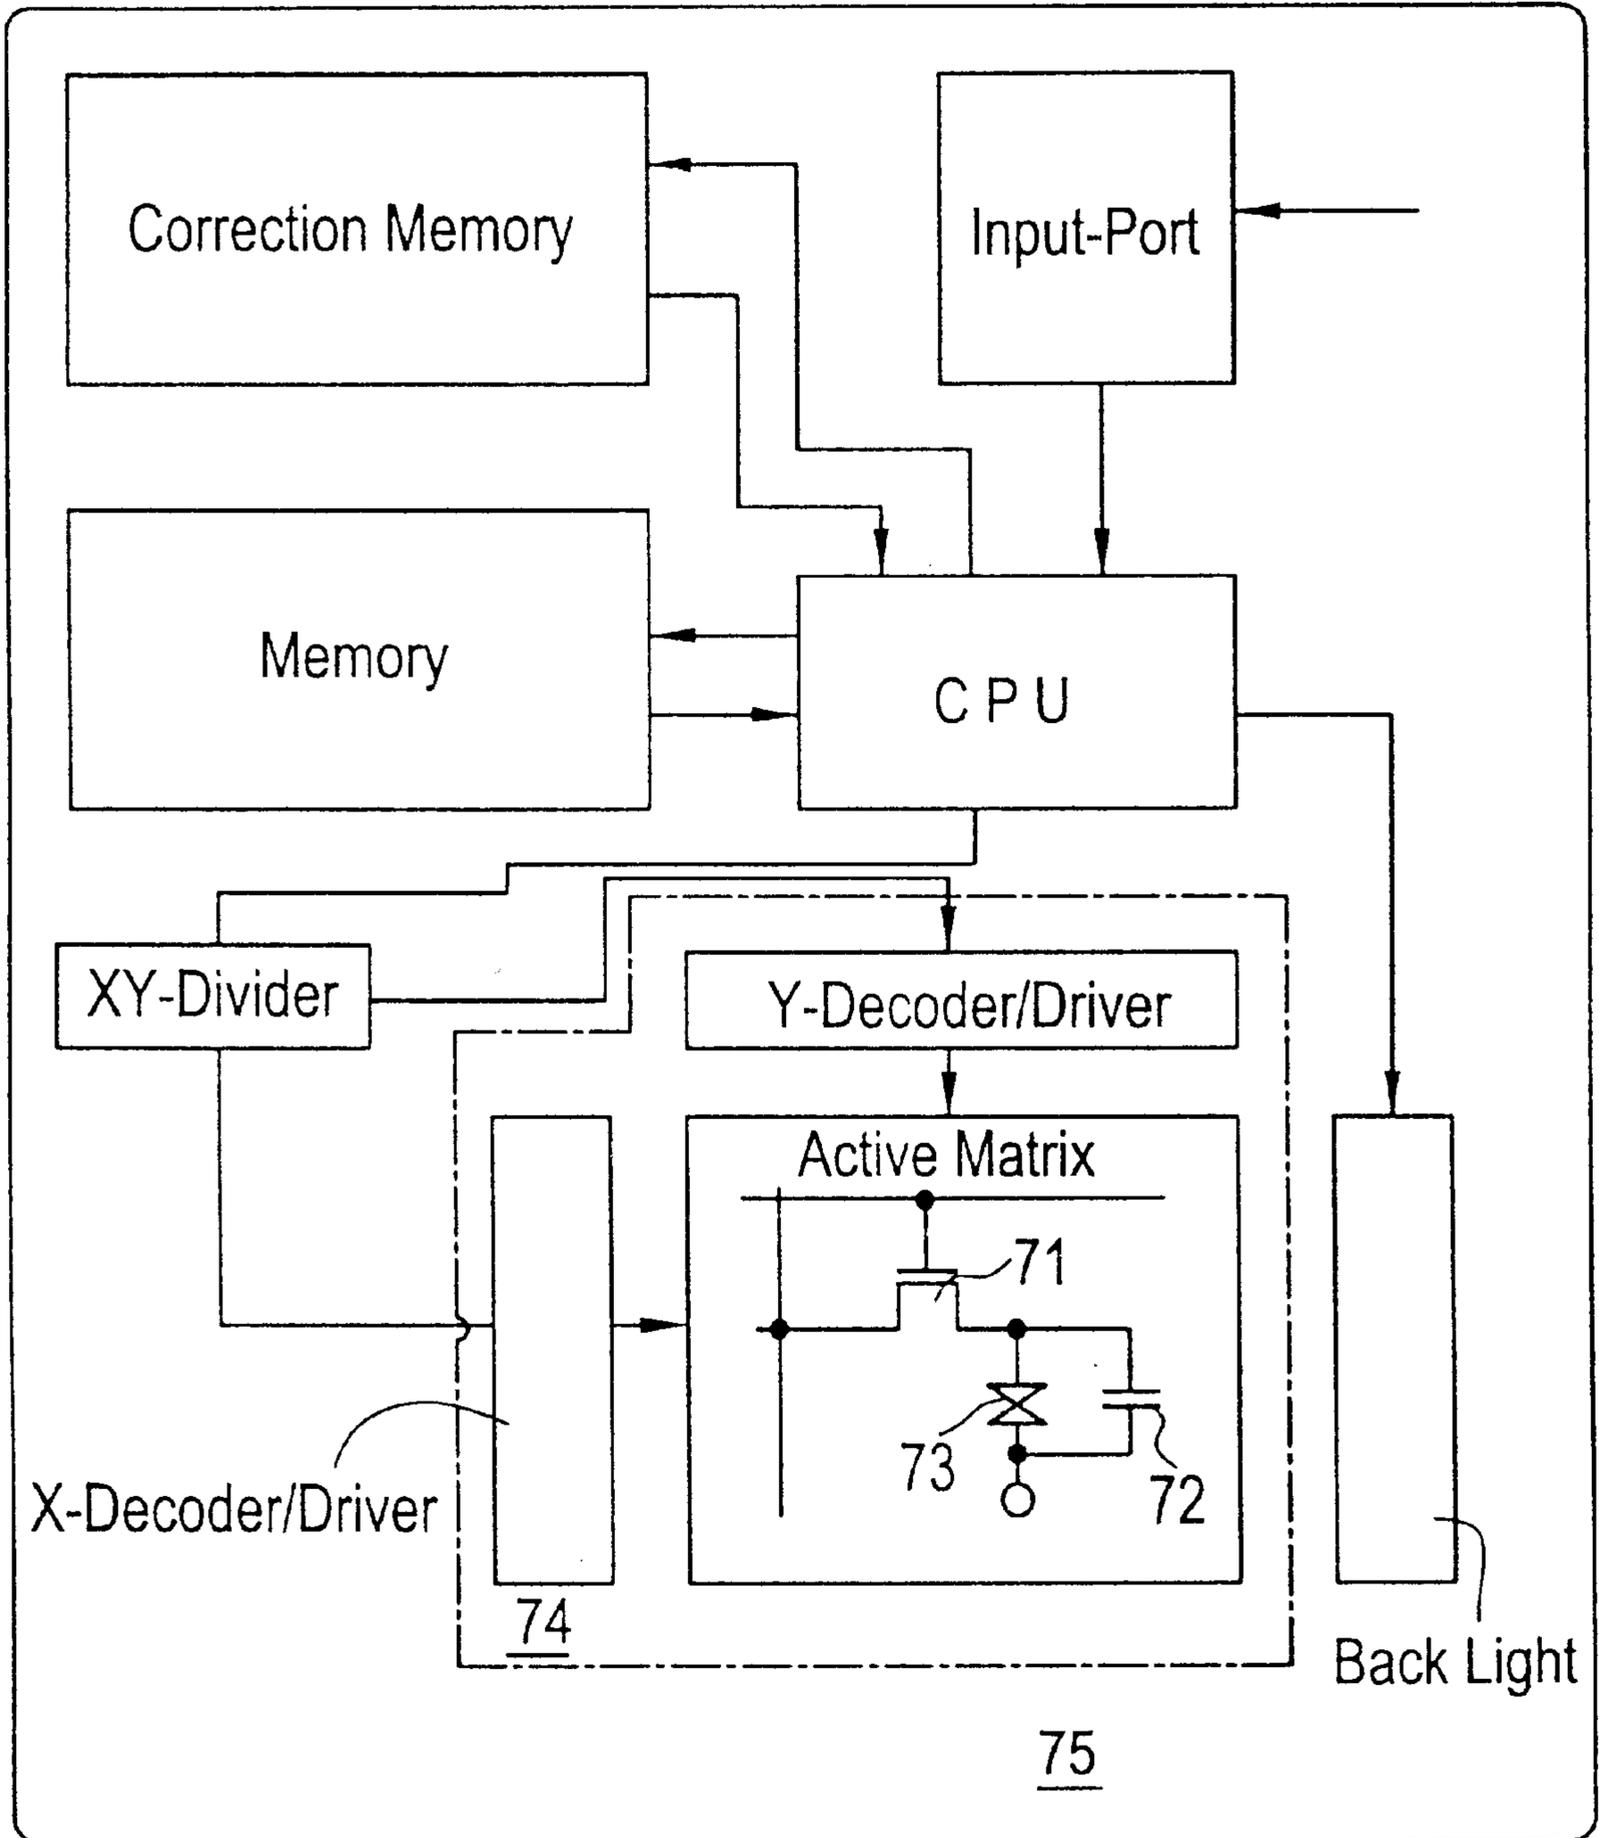 Correction Memory
Input-Port
Memory
C P U
XY-Divider
Y-Decoder/Driver
Active Matrix
71
73
72
X-Decoder/Driver
74
Back Light
75